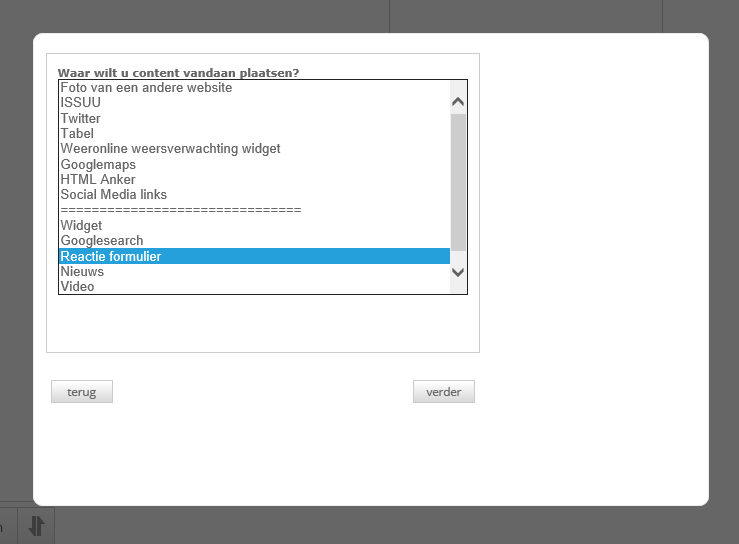 Waar wilt u content vandaan plaatsen?
Foto van een andere website
ISSUU
Twitter
Tabel
Weeronline weersverwachting widget
Googlemaps
HTML Anker
Social Media links
===============================
Widget
Googlesearch
Reactie formulier
Nieuws
Video
terug
verder